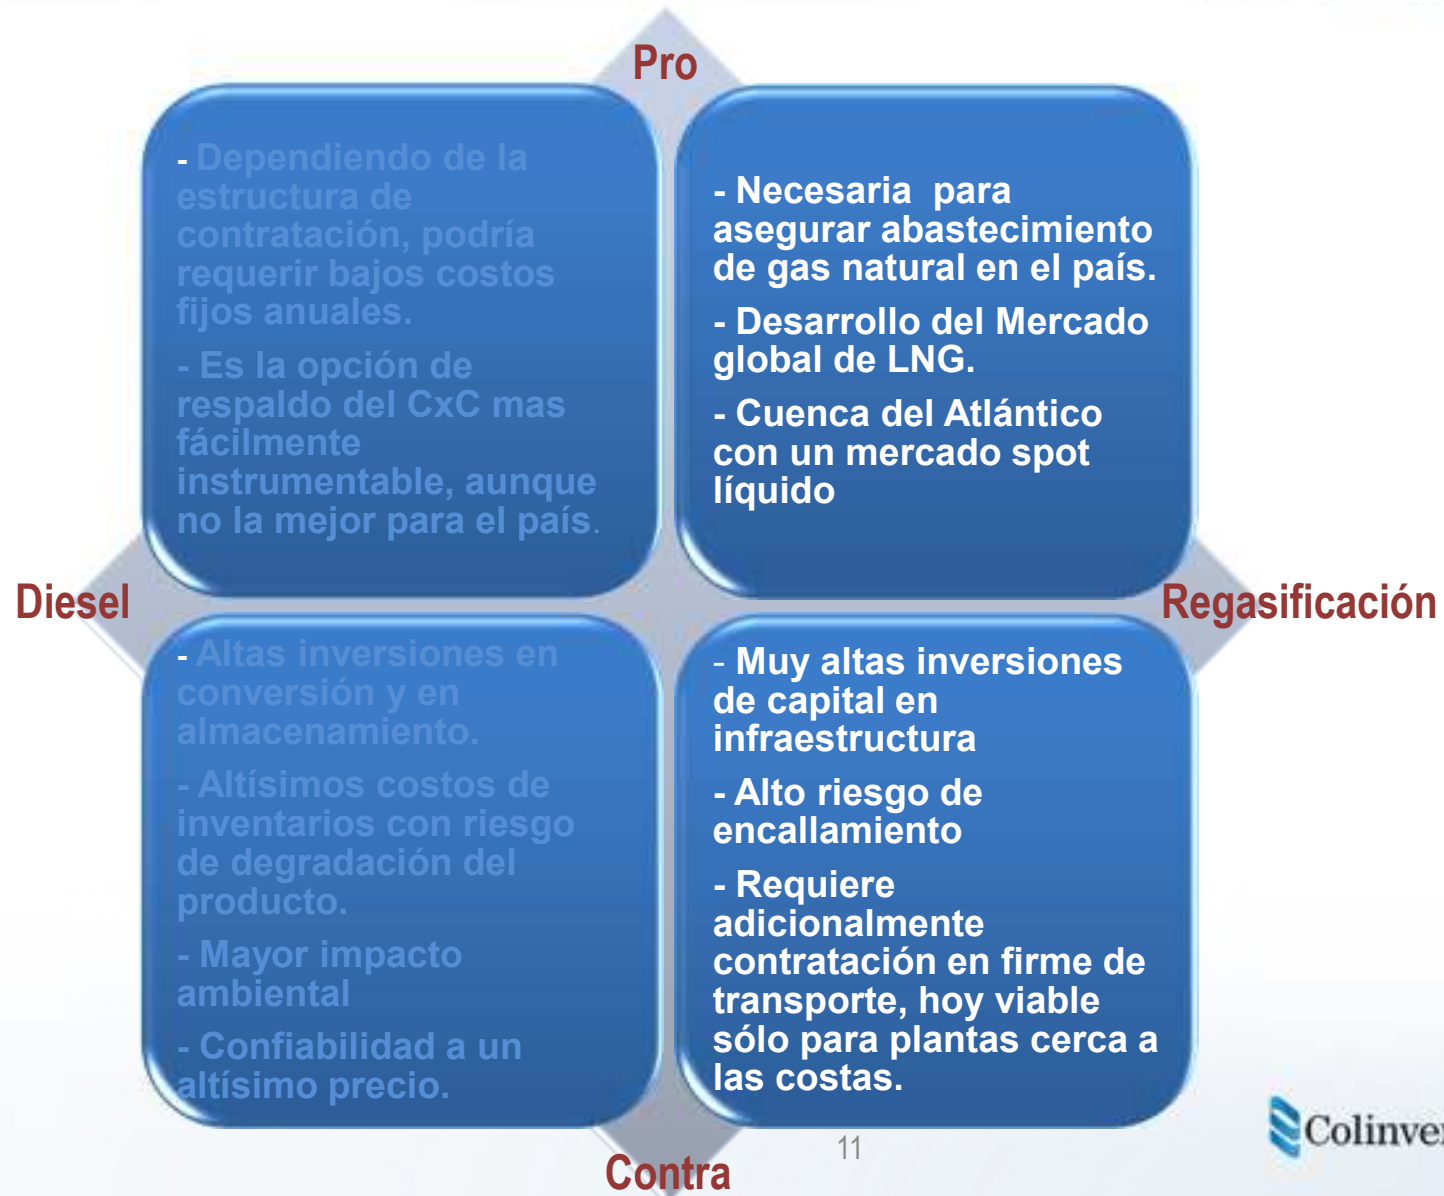 Pro
- Dependiendo de la
estructura de
contratación, podría
requerir bajos costos
fijos anuales.
- Es la opción de
respaldo del CxC mas
fácilmente
instrumentable, aunque
no la mejor para el país.
- Necesaria para
asegurar abastecimiento
de gas natural en el país.
- Desarrollo del Mercado
global de LNG.
- Cuenca del Atlántico
con un mercado spot
líquido
Diesel
Regasificación
- Altas inversiones en
conversión y en
almacenamiento.
- Altísimos costos de
inventarios con riesgo
de degradación del
producto.
- Mayor impacto
ambiental
- Confiabilidad a un
altísimo precio.
- Muy altas inversiones
de capital en
infraestructura
- Alto riesgo de
encallamiento
- Requiere
adicionalmente
contratación en firme de
transporte, hoy viable
sólo para plantas cerca a
las costas.
Contra
11